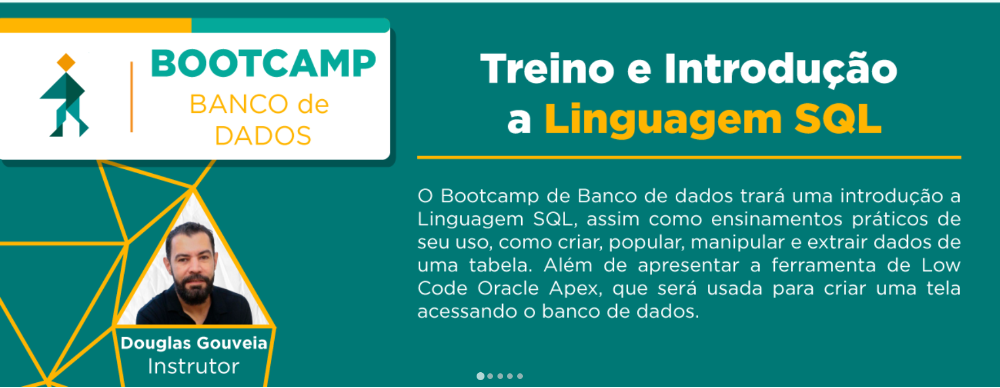 BOOTCAMP
BANCO de
DADOS
Treino e Introdução
a Linguagem SQL
O Bootcamp de Banco de dados trará uma introdução a
Linguagem SQL, assim como ensinamentos práticos de
seu uso, como criar, popular, manipular e extrair dados de
uma tabela. Além de apresentar a ferramenta de Low
Code Oracle Apex, que será usada para criar uma tela
acessando o banco de dados.
Douglas Gouveia
Instrutor